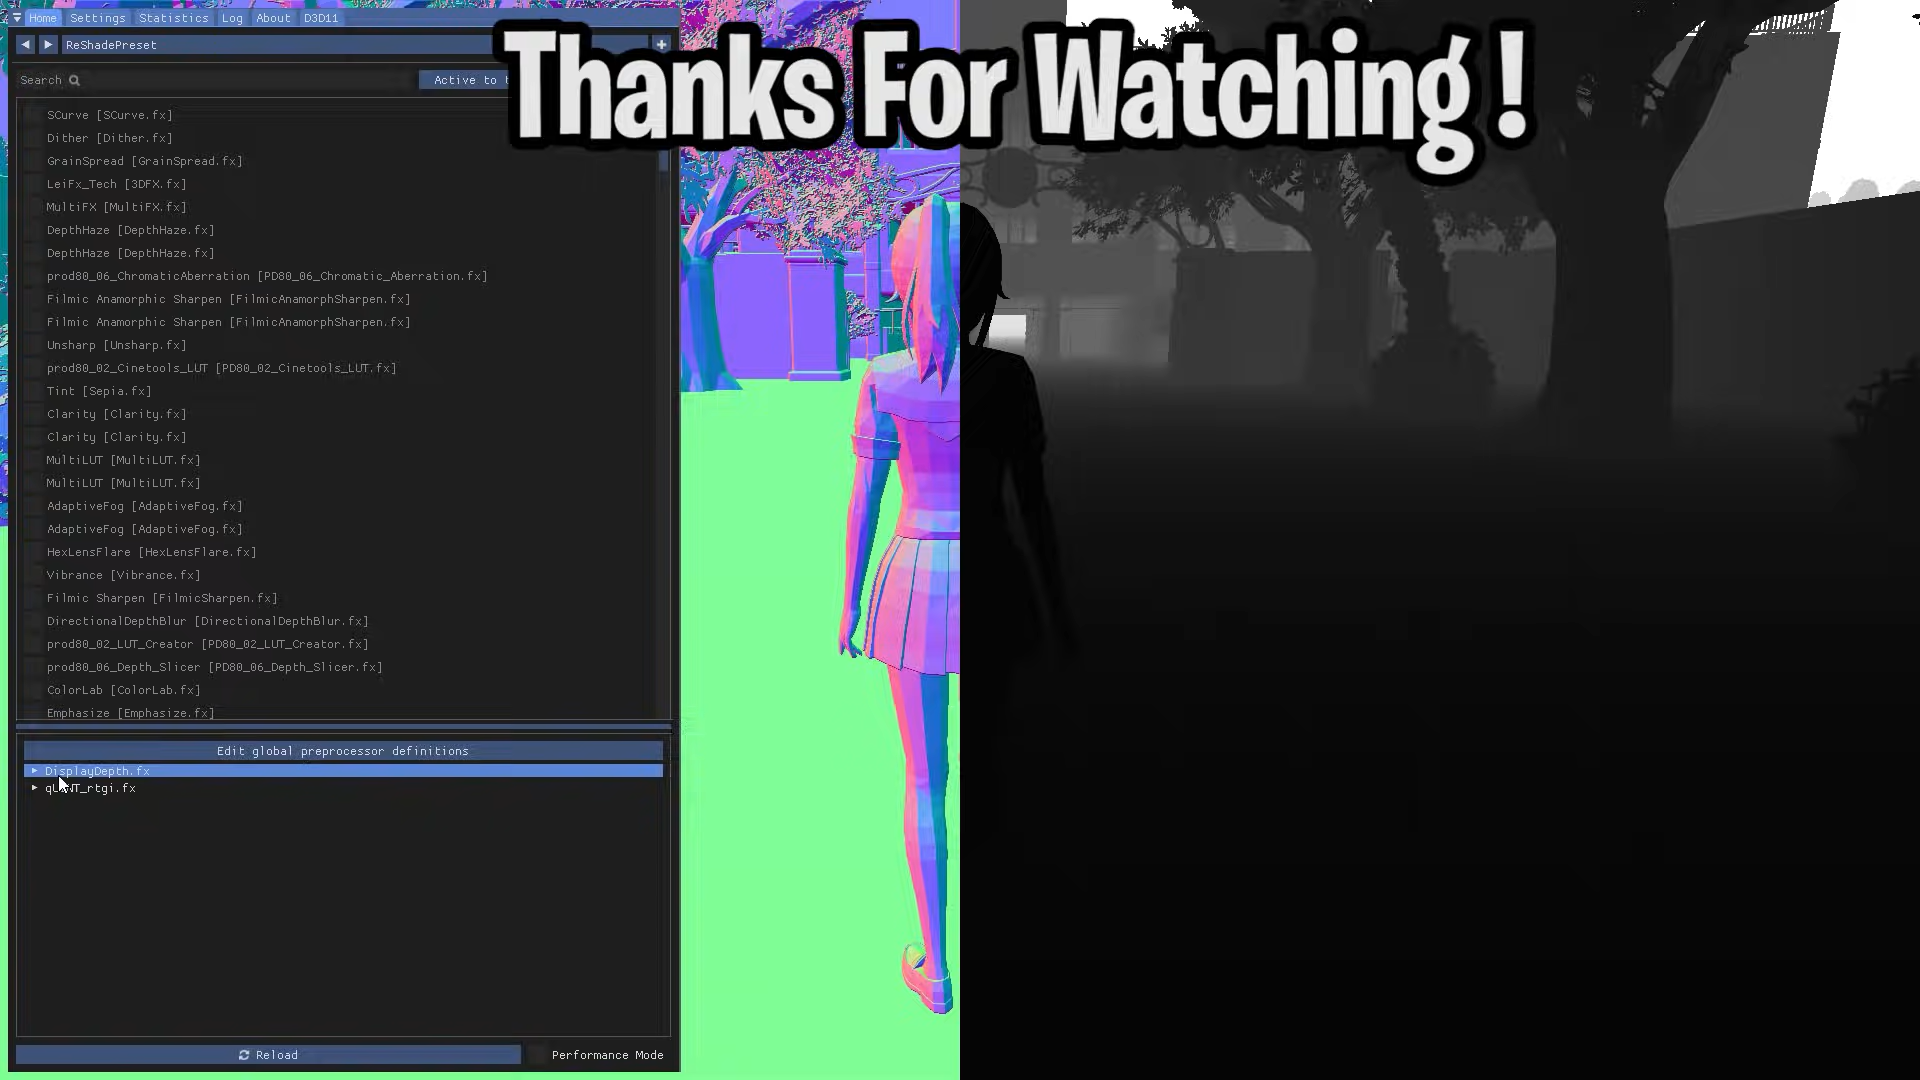 Home Settings Statistics Log About D3D11
ReShadePreset
Thanks For Watching !
Search
Active to
SCurve [SCurve.fx]
Dither [Dither.fx]
GrainSpread [GrainSpread.fx]
LeiFx_Tech [3DFX.fx]
MultiFX [MultiFX.fx]
DepthHaze [DepthHaze.fx]
DepthHaze [DepthHaze.fx]
prod80_06_ChromaticAberration [PD80_06_Chromatic_Aberration.fx]
Filmic Anamorphic Sharpen [FilmicAnamorphSharpen.fx]
Filmic Anamorphic Sharpen [FilmicAnamorphSharpen.fx]
Unsharp [Unsharp.fx]
prod80_02_Cinetools_LUT [PD80_02_Cinetools_LUT.fx]
Tint [Sepia.fx]
Clarity [Clarity.fx]
Clarity [Clarity.fx]
MultiLUT [MultiLUT.fx]
MultiLUT [MultiLUT.fx]
AdaptiveFog [AdaptiveFog.fx]
AdaptiveFog [AdaptiveFog.fx]
HexLensFlare [HexLensFlare.fx]
Vibrance [Vibrance.fx]
Filmic Sharpen [FilmicSharpen.fx]
DirectionalDepthBlur [DirectionalDepthBlur.fx]
prod80_02_LUT_Creator [PD80_02_LUT_Creator.fx]
prod80_06_Depth_Slicer [PD80_06_Depth_Slicer.fx]
ColorLab [ColorLab.fx]
Emphasize [Emphasize.fx]
Edit global preprocessor definitions
DisplayDepth.fx
Reload
Performance Mode